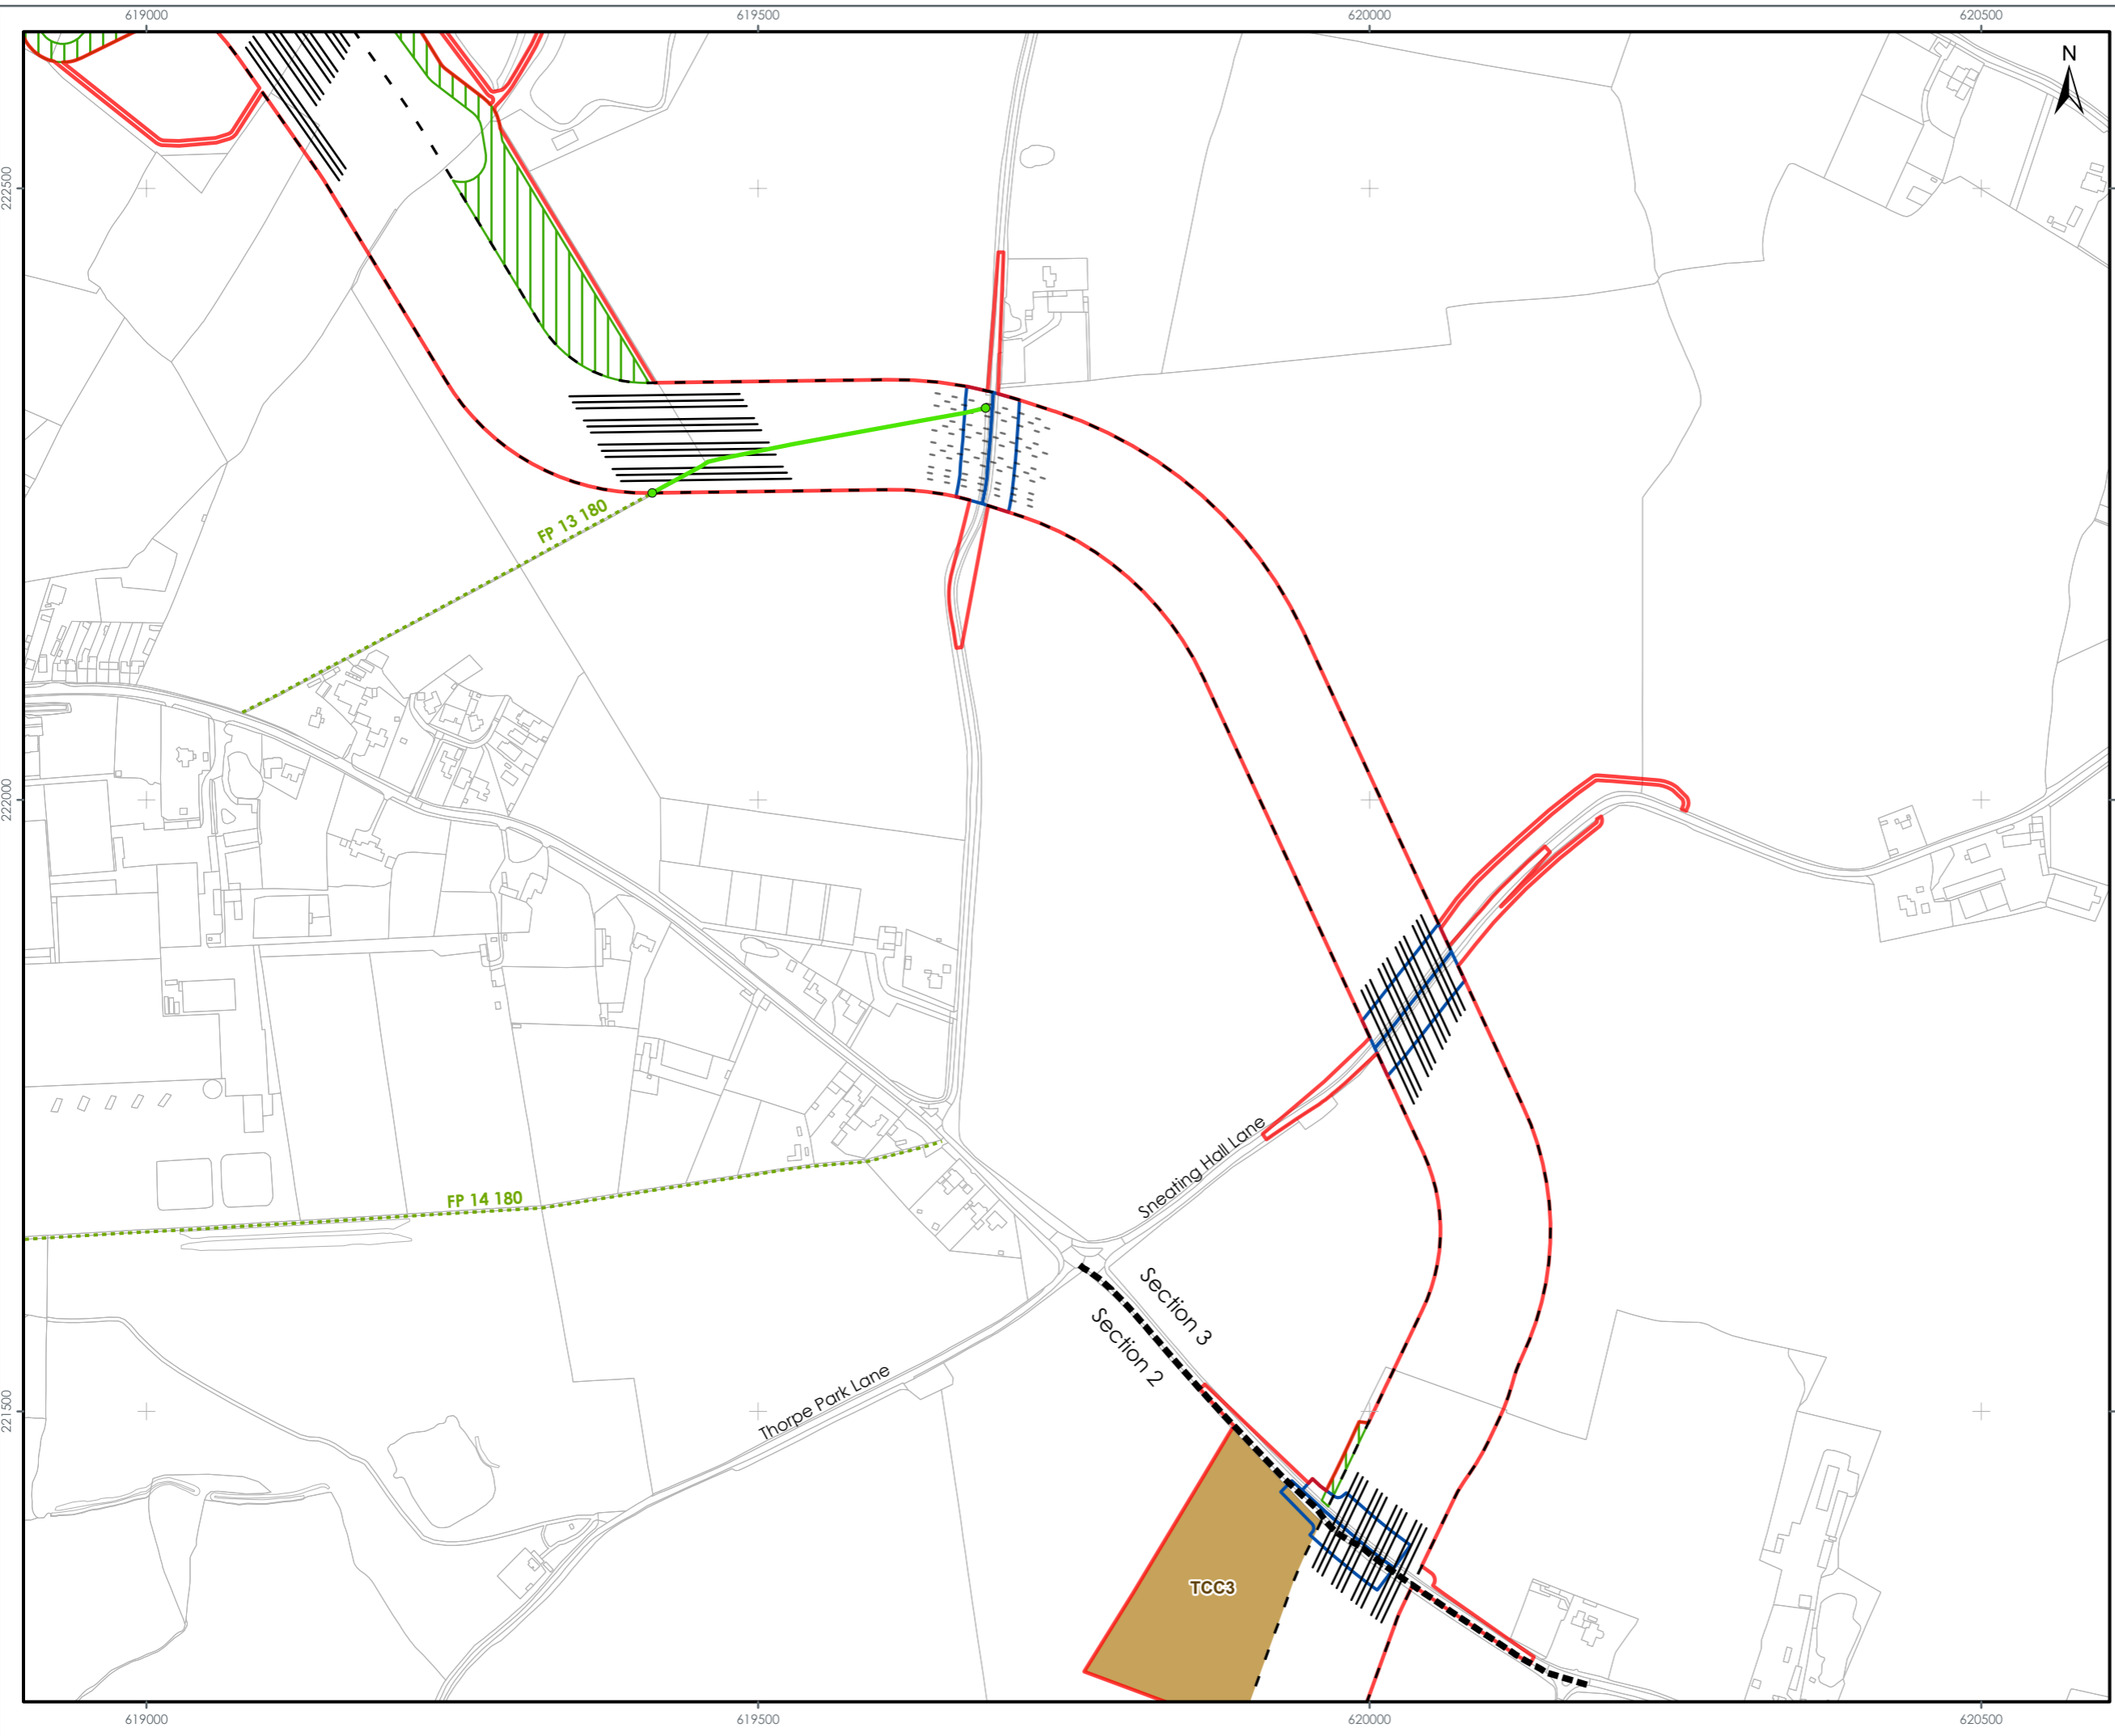 619000
619500
620000
620500
N
222500
FP 13 180
222000
Sneating Hall Lane
FP 14 180
Section 3
Section 2
Thorpe Park Lane
221500
TCC3
619000
619500
620000
620500